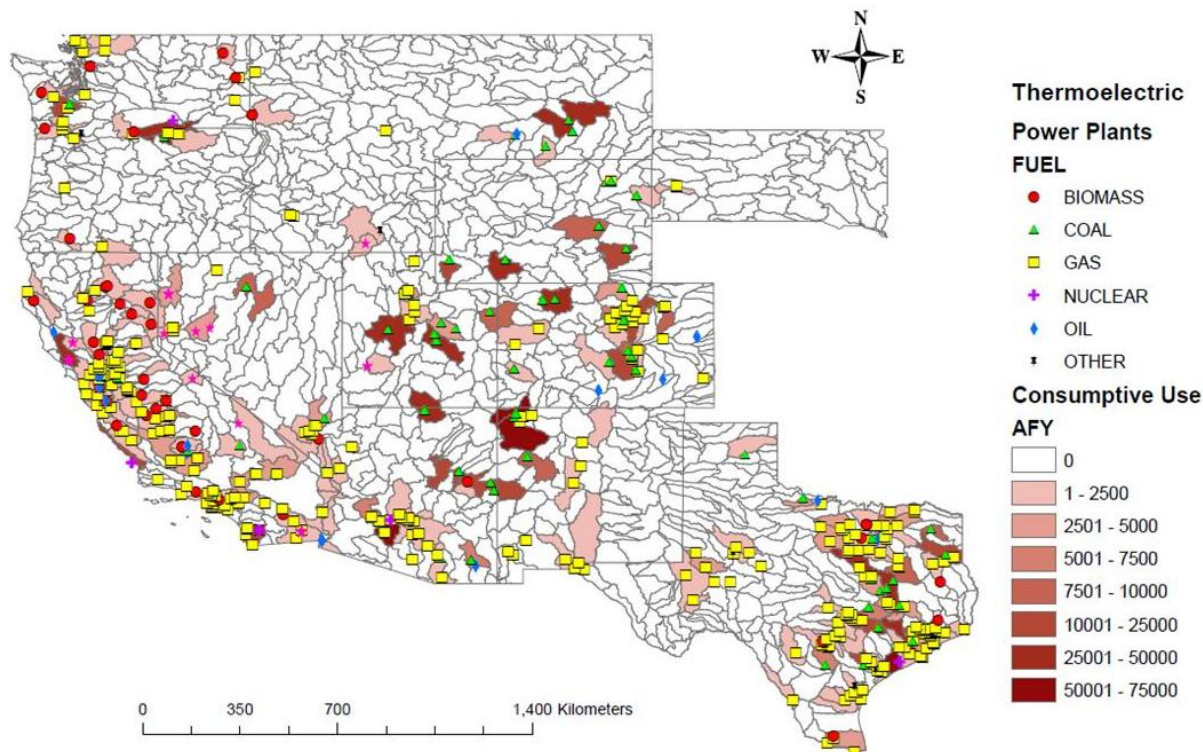 N
W E
S
Thermoelectric
Power Plants
FUEL
BIOMASS
COAL
GAS
NUCLEAR
OIL
OTHER
Consumptive Use
AFY
0
1 - 2500
2501 - 5000
5001 - 7500
7501 - 10000
10001 - 25000
25001 - 50000
50001 - 75000
0 350 700 1,400 Kilometers